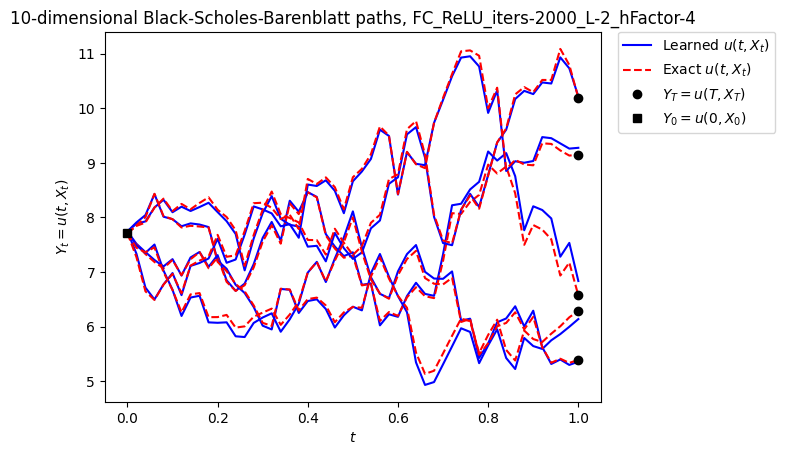 10-dimensional Black-Scholes-Barenblatt paths, FC_ReLU_iters-2000_L-2_hFactor-4
Learned u(t, X_t)
Exact u(t, X_t)
Y_T = u(T, X_T)
Y_0 = u(0, X_0)
Y_t = u(t, X_t)
11
10
9
8
7
6
5
0.0 0.2 0.4 0.6 0.8 1.0
t